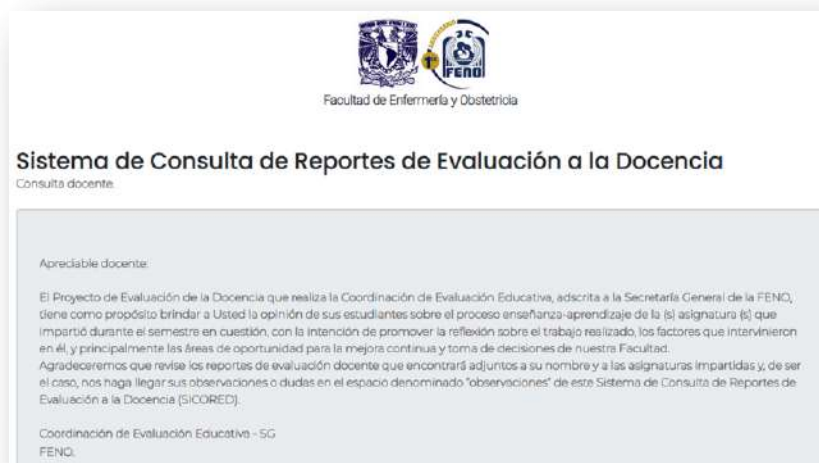 FENO
Facultad de Enfermería y Obstetricia
Sistema de Consulta de Reportes de Evaluación a la Docencia
Consulta docente.
Apreciable docente:
El Proyecto de Evaluación de la Docencia que realiza la Coordinación de Evaluación Educativa, adscrita a la Secretaría General de la FENO,
tiene como propósito brindar a Usted la opinión de sus estudiantes sobre el proceso enseñanza-aprendizaje de la (s) asignatura (s) que
impartió durante el semestre en cuestión, con la intención de promover la reflexión sobre el trabajo realizado, los factores que intervinieron
en él, y principalmente las áreas de oportunidad para la mejora continua y toma de decisiones de nuestra Facultad.
Agradeceremos que revise los reportes de evaluación docente que encontrará adjuntos a su nombre y a las asignaturas impartidas y, de ser
el caso, nos haga llegar sus observaciones o dudas en el espacio denominado "observaciones" de este Sistema de Consulta de Reportes de
Evaluación a la Docencia (SICORED).
Coordinación de Evaluación Educativa - SG
FENO.